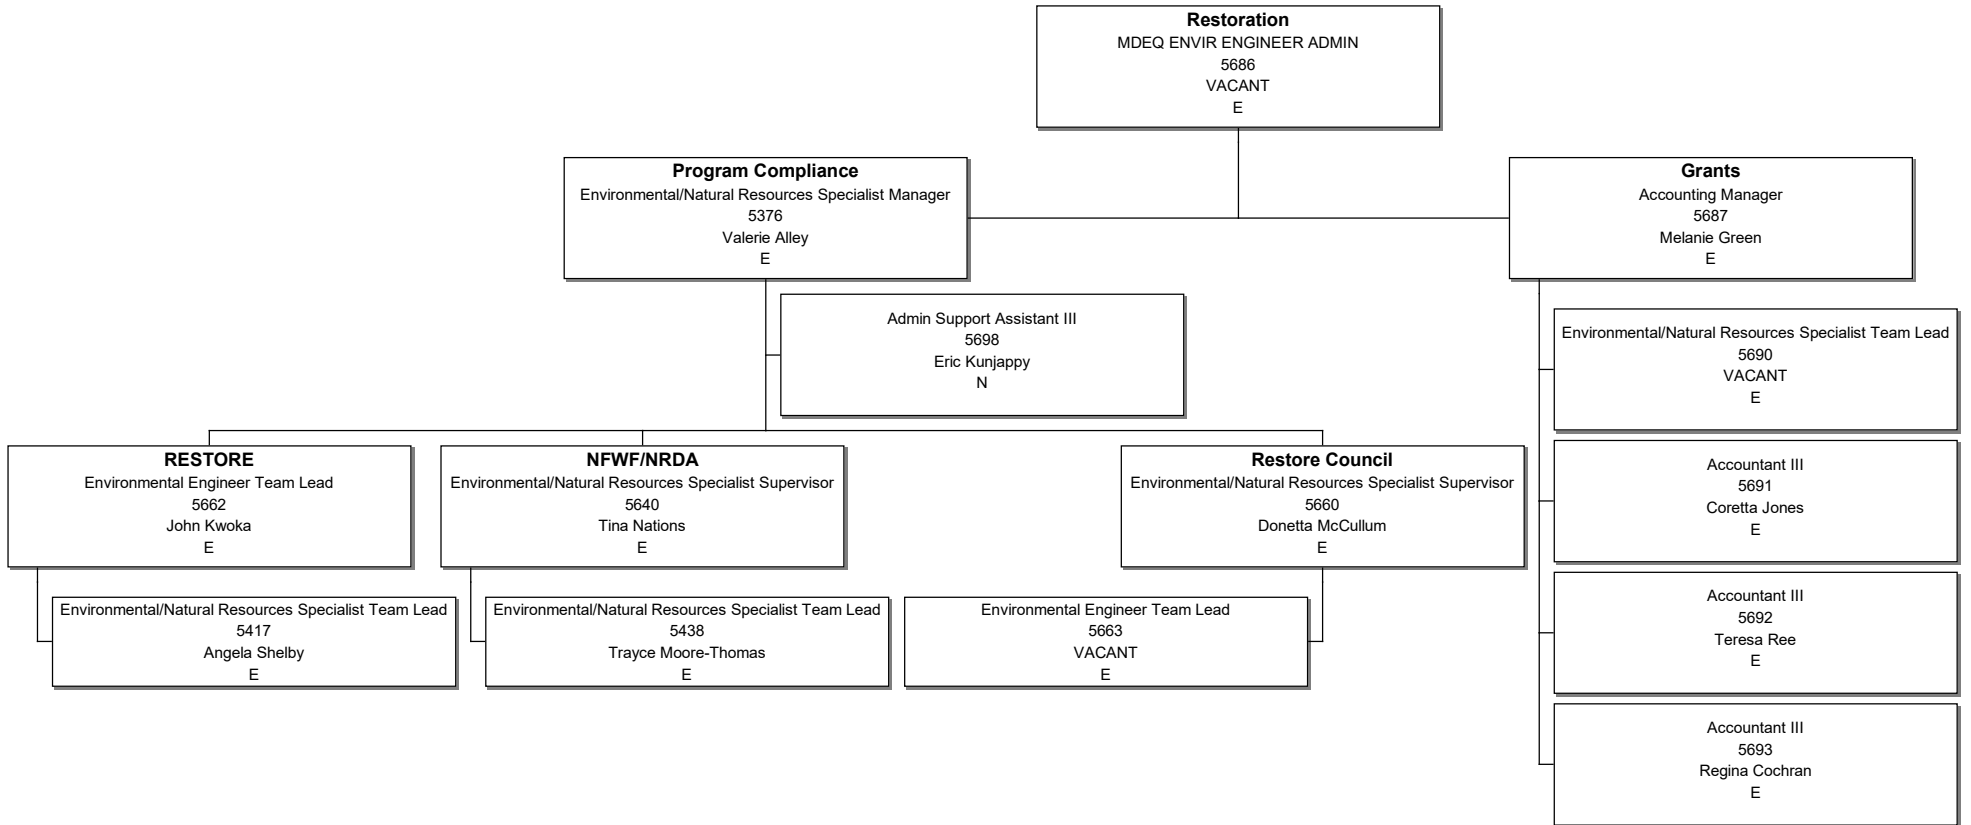 Restoration
MDEQ ENVIR ENGINEER ADMIN
5686
VACANT
E
Program Compliance
Environmental/Natural Resources Specialist Manager
5376
Valerie Alley
E
Grants
Accounting Manager
5687
Melanie Green
E
Admin Support Assistant III
5698
Eric Kunjappy
N
RESTORE
Environmental Engineer Team Lead
5662
John Kwoka
E
NFWF/NRDA
Environmental/Natural Resources Specialist Supervisor
5640
Tina Nations
E
Restore Council
Environmental/Natural Resources Specialist Supervisor
5660
Donetta McCullum
E
Environmental/Natural Resources Specialist Team Lead
5417
Angela Shelby
E
Environmental/Natural Resources Specialist Team Lead
5438
Trayce Moore-Thomas
E
Environmental Engineer Team Lead
5663
VACANT
E
Environmental/Natural Resources Specialist Team Lead
5690
VACANT
E
Accountant III
5691
Coretta Jones
E
Accountant III
5692
Teresa Ree
E
Accountant III
5693
Regina Cochran
E